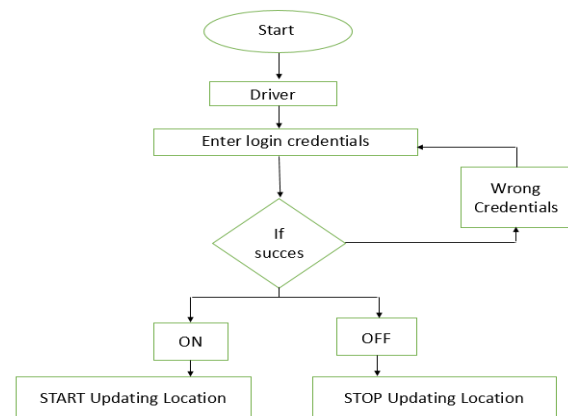 Start
Driver
Enter login credentials
Wrong
Credentials
If
succes
ON
OFF
START Updating Location
STOP Updating Location